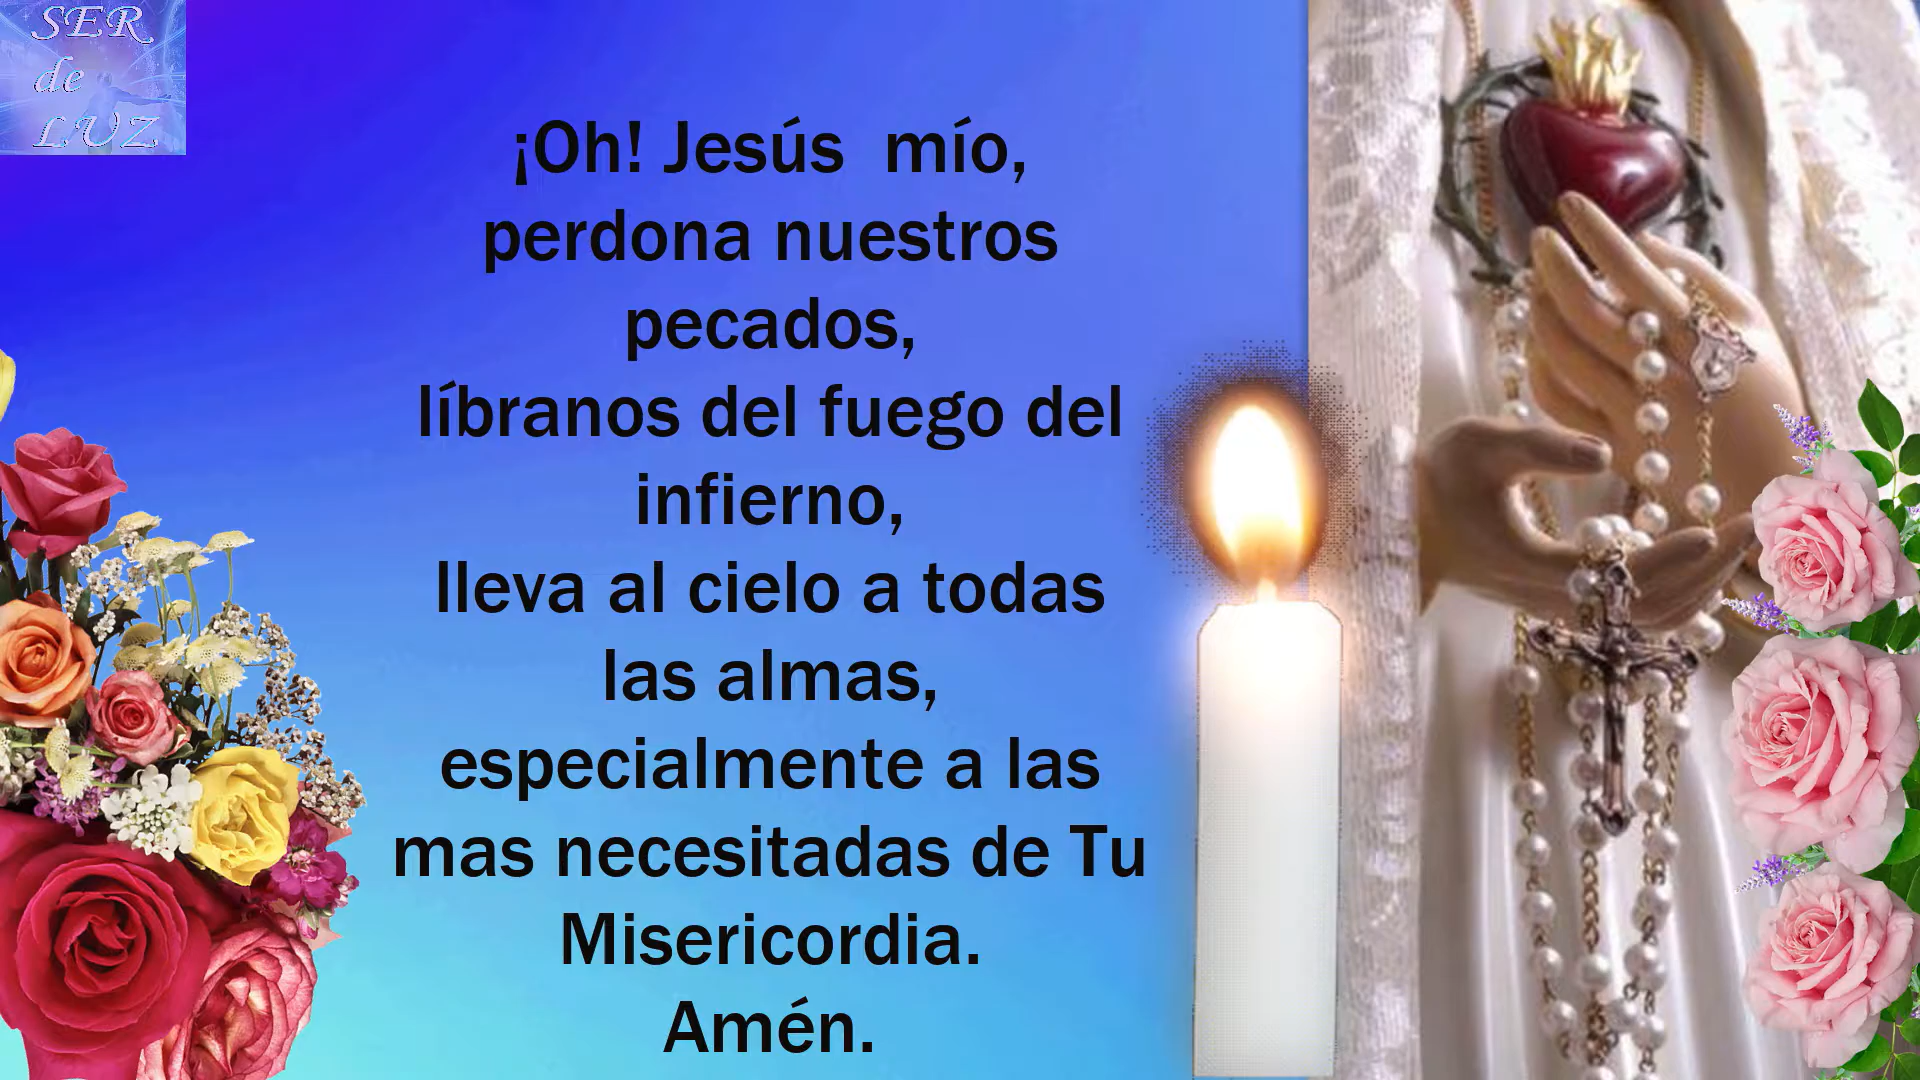 SER
de
LUZ
¡Oh! Jesús mío,
perdona nuestros
pecados,
líbranos del fuego del
infierno,
lleva al cielo a todas
las almas,
especialmente a las
mas necesitadas de Tu
Misericordia.
Amén.